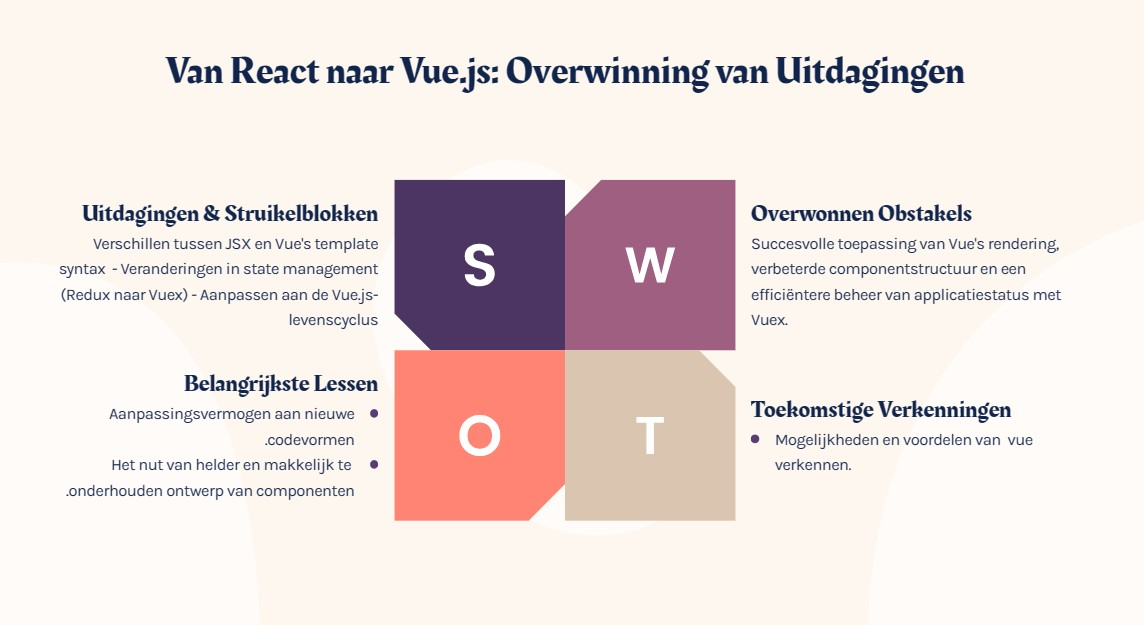 Van React naar Vue.js: Overwinning van Uitdagingen
Uitdagingen & Struikelblokken
Verschillen tussen JSX en Vue's template
syntax - Veranderingen in state management
(Redux naar Vuex) - Aanpassen aan de Vue.js-
levenscyclus
S
W
Overwonnen Obstakels
Succesvolle toepassing van Vue's rendering,
verbeterde componentstructuur en een
efficiëntere beheer van applicatiestatus met
Vuex.
Belangrijkste Lessen
Aanpassingsvermogen aan nieuwe
.codevormen
Het nut van helder en makkelijk te
.onderhouden ontwerp van componenten
O
T
Toekomstige Verkenningen
Mogelijkheden en voordelen van vue
verkennen.